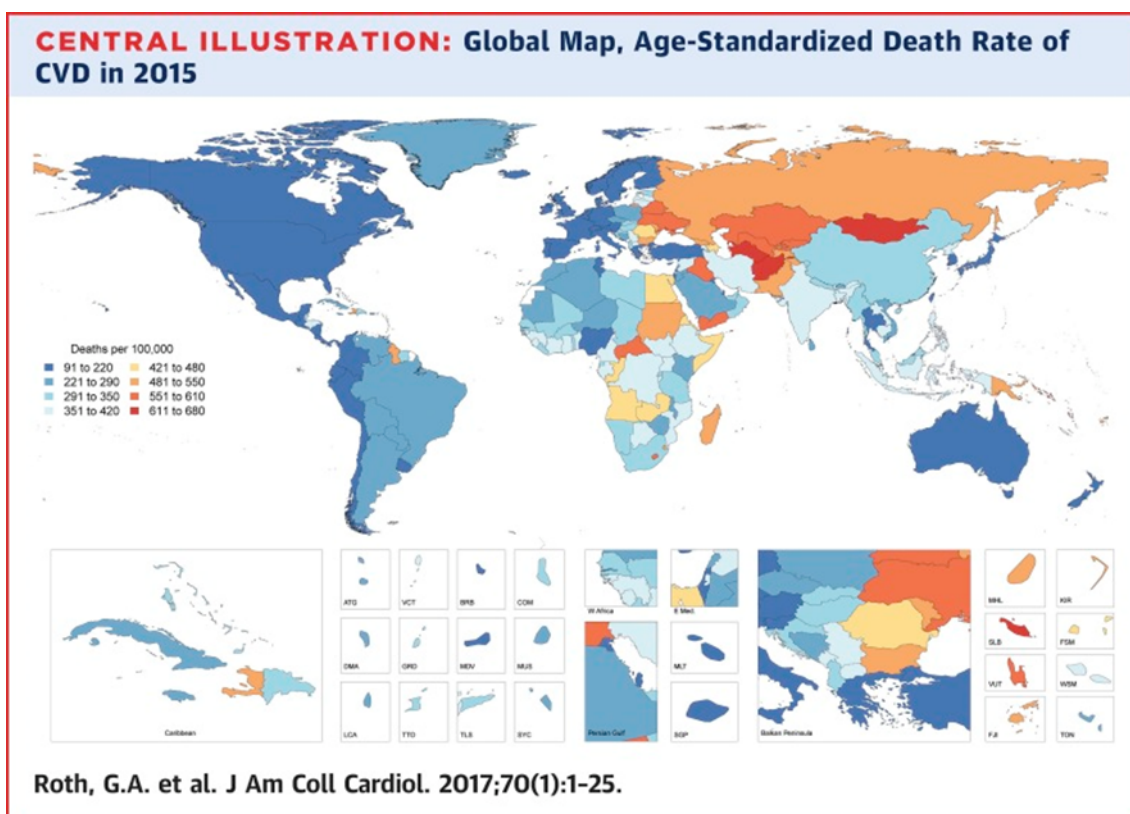 CENTRAL ILLUSTRATION: Global Map, Age-Standardized Death Rate of
CVD in 2015
Deaths per 100,000
91 to 220
221 to 290
291 to 350
351 to 420
421 to 480
481 to 550
551 to 610
611 to 680
Caribbean
ATG
VCT
BRB
COM
DMA
GRD
MDV
MUS
LCA
TTO
TLS
SYC
W Africa
E Med.
Persian Gulf
MLT
SGP
Balkan Peninsula
MHL
KIR
SLB
FSM
VUT
WSM
FJI
TON
Roth, G.A. et al. J Am Coll Cardiol. 2017;70(1):1-25.